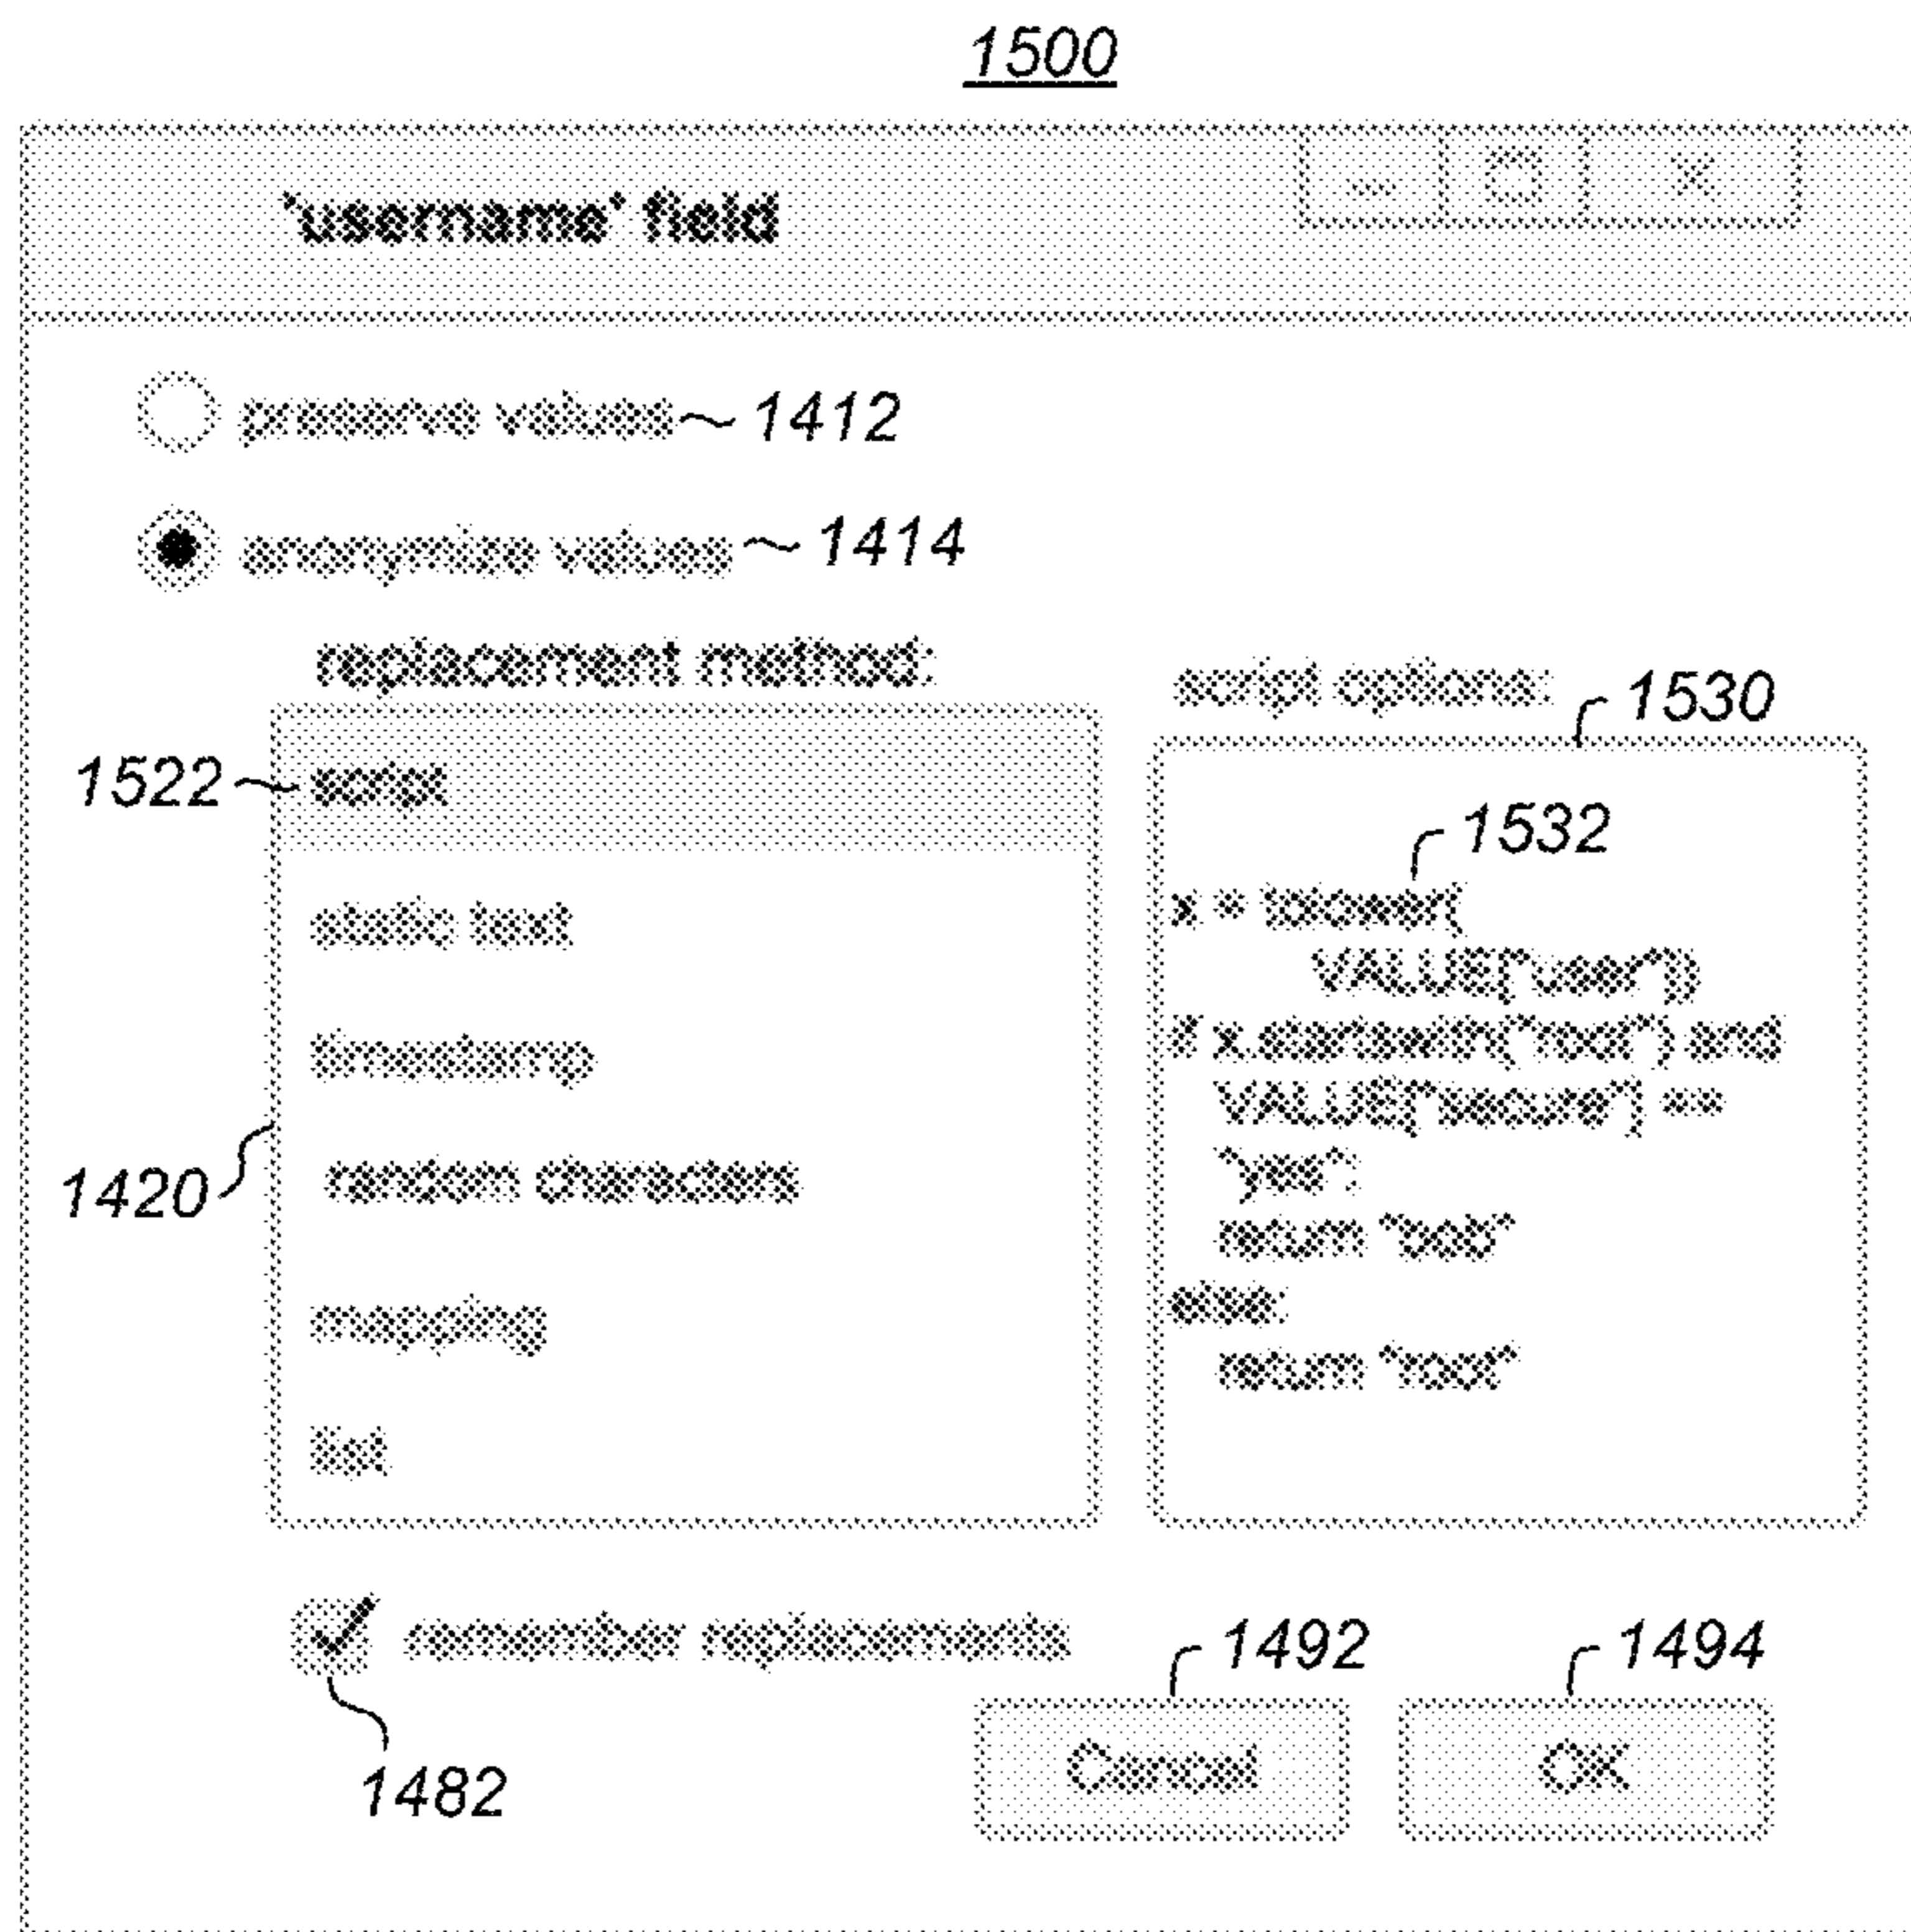 1500
'username' field
preserve values 1412
anonymize values 1414
replacement method:
script options: 1530
1522 script
static text
timestamp
random characters
mapping
list
1420
1532
x = tolower(
VALUE["user"])
if x.startswith("root") and
VALUE["secure"] ==
"yes":
return "bob"
else:
return "root"
remember replacements
1482
1492
Cancel
1494
OK